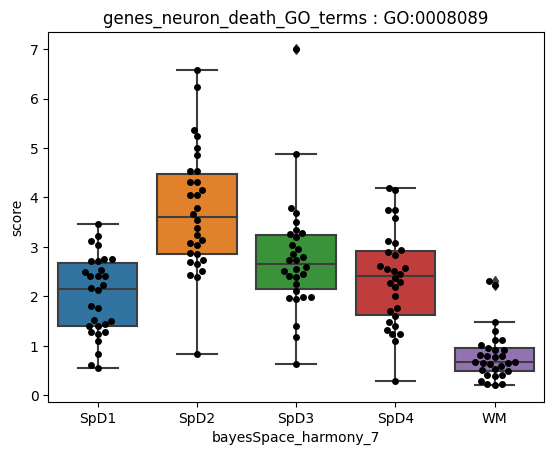 genes_neuron_death_GO_terms : GO:0008089
7
6
5
4
3
2
1
0
score
SpD1 SpD2 SpD3 SpD4 WM
bayesSpace_harmony_7